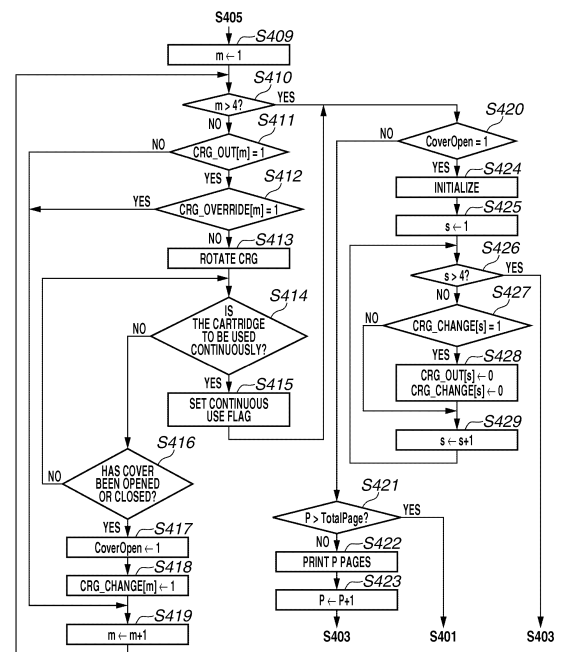 S405
S409
m ← 1
S410
m > 4?
YES
NO
S411
CRG_OUT[m] = 1
NO
YES
S412
CRG_OVERRIDE[m] = 1
YES
NO
S413
ROTATE CRG
S414
IS
THE CARTRIDGE
TO BE USED
CONTINUOUSLY?
NO
YES
S415
SET CONTINUOUS
USE FLAG
S416
HAS COVER
BEEN OPENED
OR CLOSED?
NO
YES
S417
CoverOpen ← 1
S418
CRG_CHANGE[m] ← 1
S419
m ← m+1
S420
CoverOpen = 1
NO
YES
S424
INITIALIZE
S425
s ← 1
S426
s > 4?
YES
NO
S427
CRG_CHANGE[s] = 1
NO
YES
S428
CRG_OUT[s] ← 0
CRG_CHANGE[s] ← 0
S429
s ← s+1
S421
P > TotalPage?
YES
NO
S422
PRINT P PAGES
S423
P ← P+1
S403
S401
S403